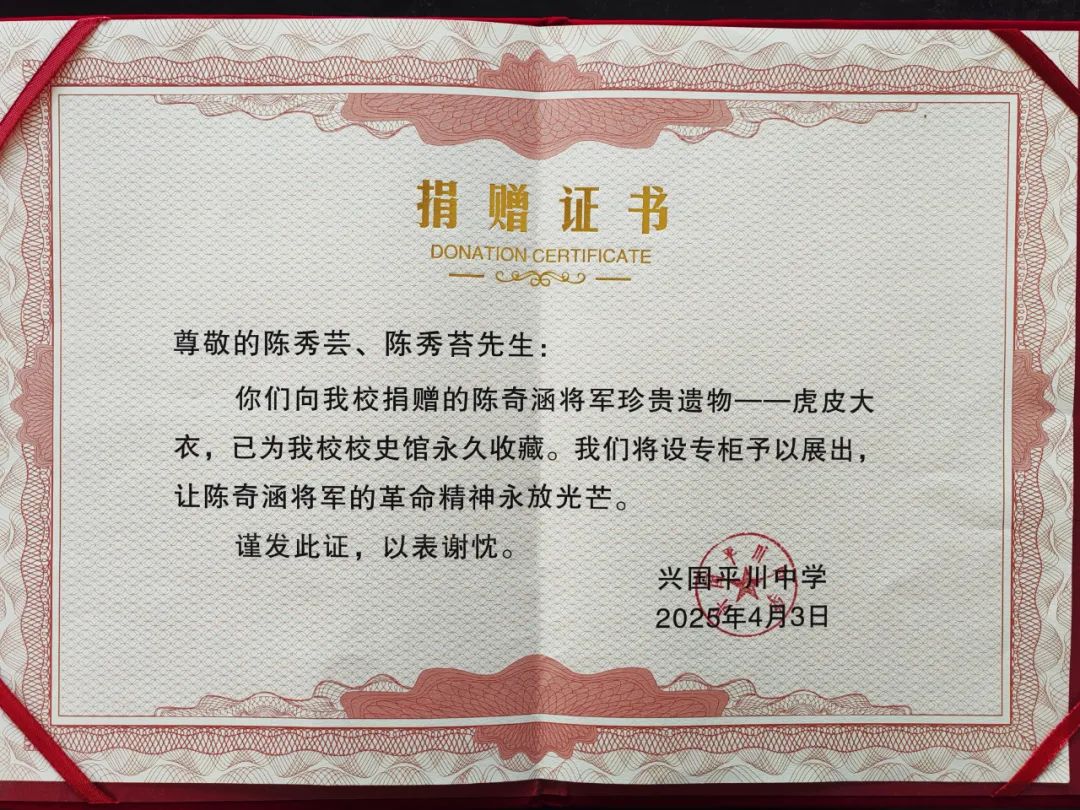 捐赠证书
DONATION CERTIFICATE
尊敬的陈秀芸、陈秀苔先生：
你们向我校捐赠的陈奇涵将军珍贵遗物——虎皮大
衣，已为我校校史馆永久收藏。我们将设专柜予以展出，
让陈奇涵将军的革命精神永放光芒。
谨发此证，以表谢忱。
兴国平川中学
2025年4月3日